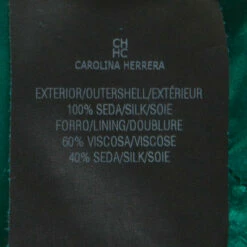 CH
HC
CAROLINA HERRERA
EXTERIOR/OUTERSHELL/EXTÉRIEUR
100% SEDA/SILK/SOIE
FORRO/LINING/DOUBLURE
60% VISCOSA/VISCOSE
40% SEDA/SILK/SOIE